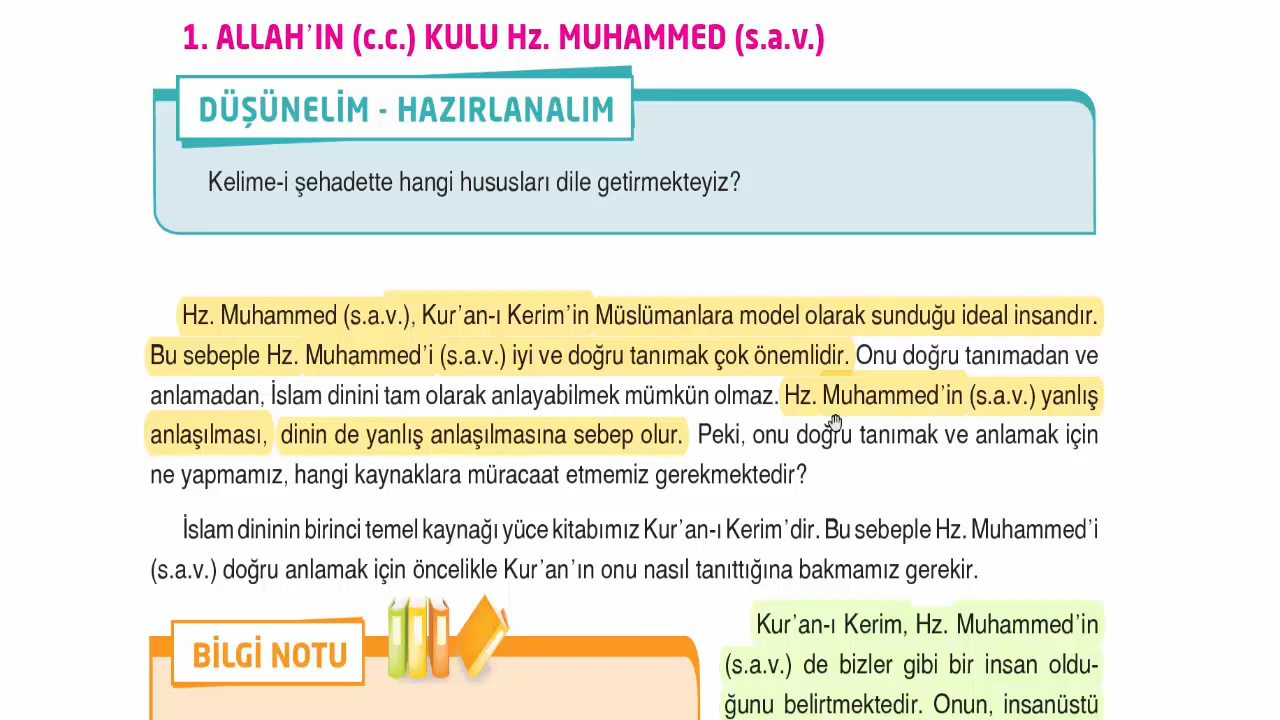 1. ALLAH'IN (c.c.) KULU Hz. MUHAMMED (s.a.v.)
DÜŞÜNELİM - HAZIRLANALIM
Kelime-i şehadette hangi hususları dile getirmekteyiz?
Hz. Muhammed (s.a.v.), Kur'an-ı Kerim'in Müslümanlara model olarak sunduğu ideal insandır.
Bu sebeple Hz. Muhammed'i (s.a.v.) iyi ve doğru tanımak çok önemlidir. Onu doğru tanımadan ve
anlamadan, İslam dinini tam olarak anlayabilmek mümkün olmaz. Hz. Muhammed'in (s.a.v.) yanlış
anlaşılması, dinin de yanlış anlaşılmasına sebep olur. Peki, onu doğru tanımak ve anlamak için
ne yapmamız, hangi kaynaklara müracaat etmemiz gerekmektedir?
İslam dininin birinci temel kaynağı yüce kitabımız Kur'an-ı Kerim'dir. Bu sebeple Hz. Muhammed'i
(s.a.v.) doğru anlamak için öncelikle Kur'an'ın onu nasıl tanıttığına bakmamız gerekir.
BİLGİ NOTU
Kur'an-ı Kerim, Hz. Muhammed'in
(s.a.v.) de bizler gibi bir insan oldu-
ğunu belirtmektedir. Onun, insanüstü